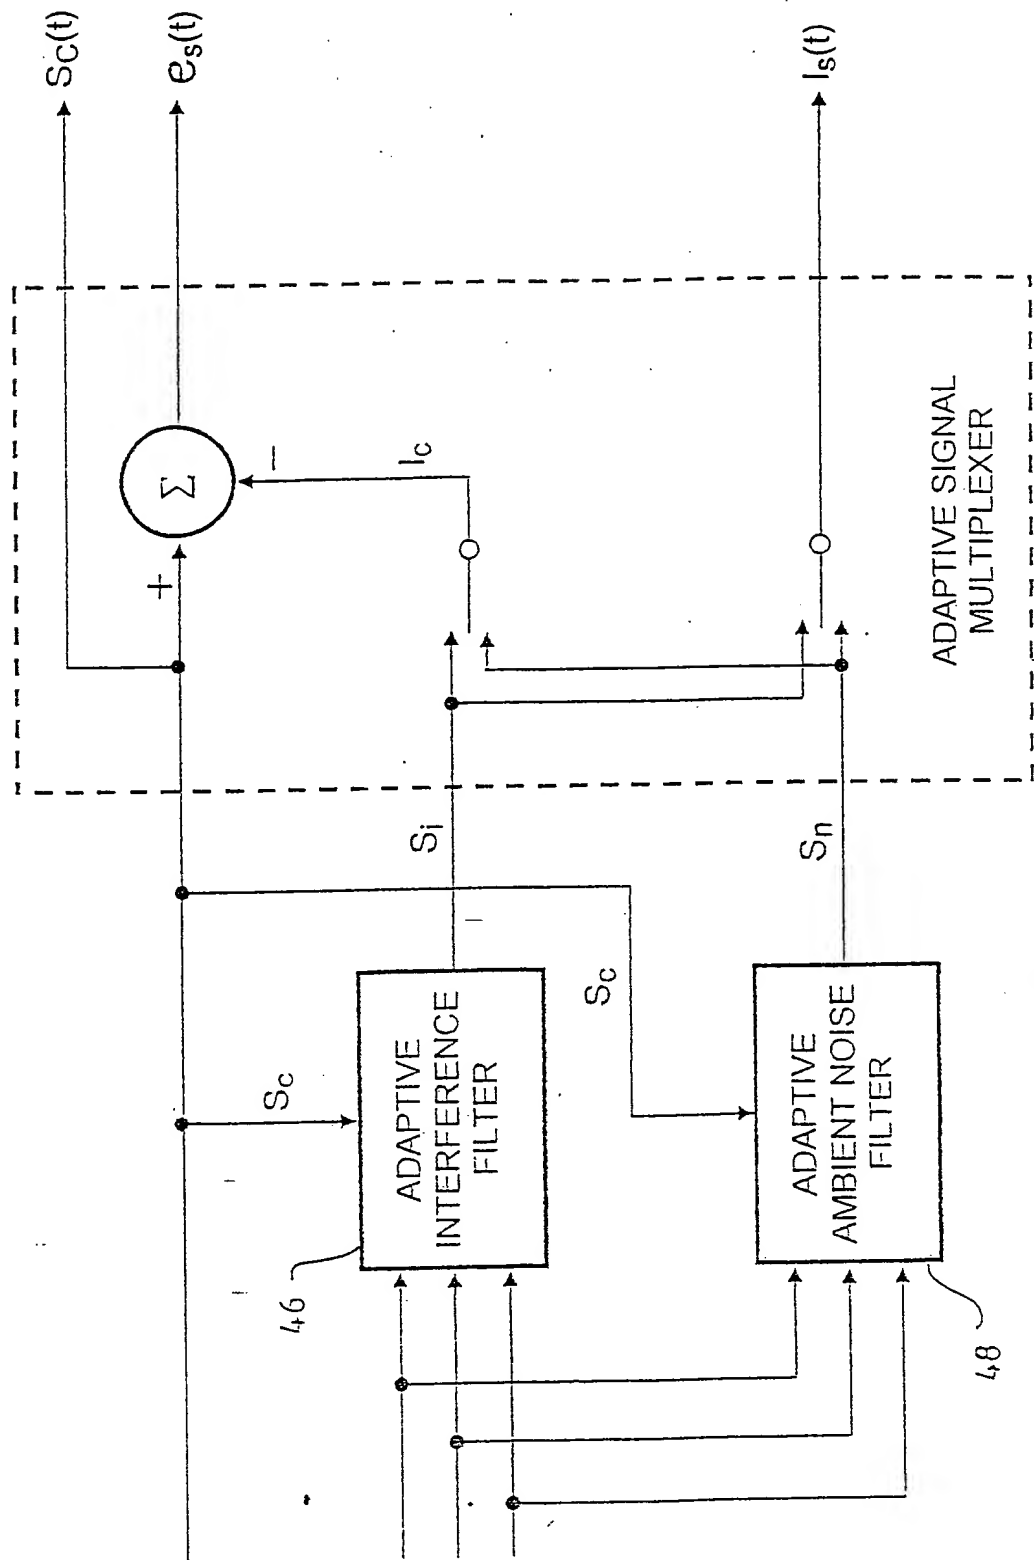 Sc(t)
es(t)
Is(t)
Σ
+
−
Ic
ADAPTIVE SIGNAL
MULTIPLEXER
Si
Sn
Sc
Sc
ADAPTIVE
INTERFERENCE
FILTER
46
ADAPTIVE
AMBIENT NOISE
FILTER
48